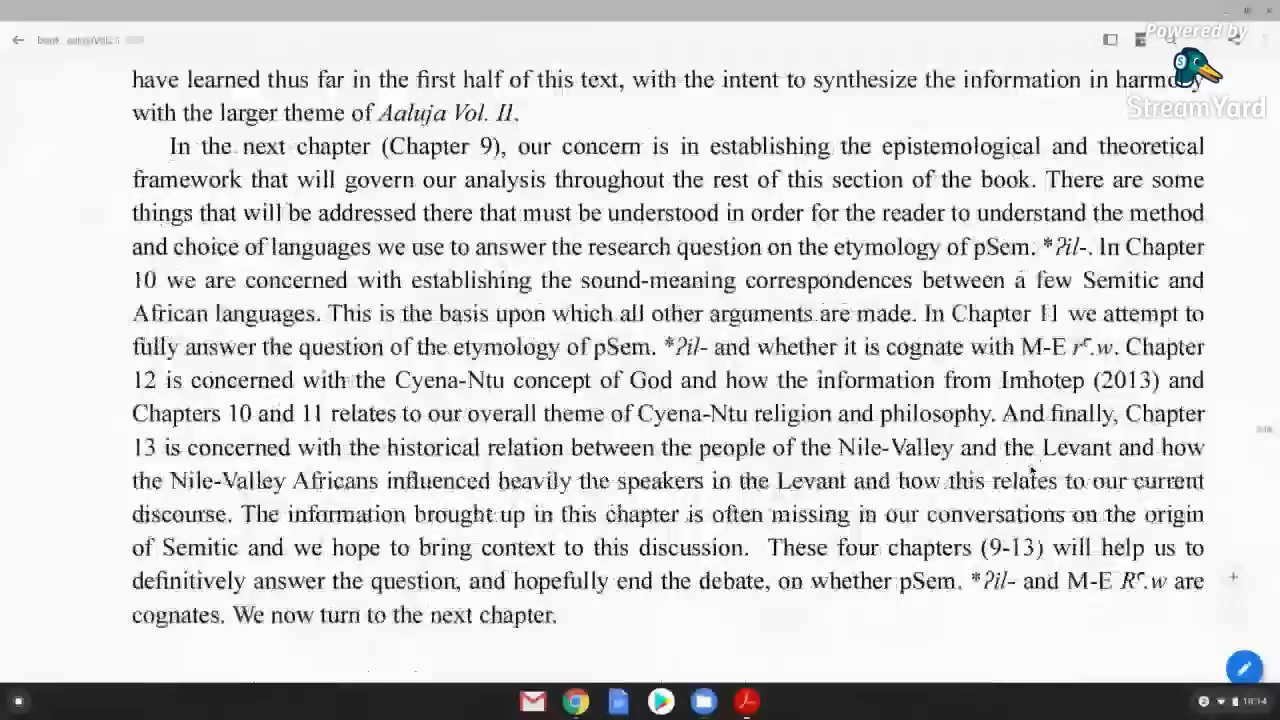 Powered by
StreamYard
book
have learned thus far in the first half of this text, with the intent to synthesize the information in harmony
with the larger theme of Aaluja Vol. II.
In the next chapter (Chapter 9), our concern is in establishing the epistemological and theoretical
framework that will govern our analysis throughout the rest of this section of the book. There are some
things that will be addressed there that must be understood in order for the reader to understand the method
and choice of languages we use to answer the research question on the etymology of pSem. *ʔil-. In Chapter
10 we are concerned with establishing the sound-meaning correspondences between a few Semitic and
African languages. This is the basis upon which all other arguments are made. In Chapter 11 we attempt to
fully answer the question of the etymology of pSem. *ʔil- and whether it is cognate with M-E rꜥ.w. Chapter
12 is concerned with the Cyena-Ntu concept of God and how the information from Imhotep (2013) and
Chapters 10 and 11 relates to our overall theme of Cyena-Ntu religion and philosophy. And finally, Chapter
13 is concerned with the historical relation between the people of the Nile-Valley and the Levant and how
the Nile-Valley Africans influenced heavily the speakers in the Levant and how this relates to our current
discourse. The information brought up in this chapter is often missing in our conversations on the origin
of Semitic and we hope to bring context to this discussion. These four chapters (9-13) will help us to
definitively answer the question, and hopefully end the debate, on whether pSem. *ʔil- and M-E Rꜥ.w are
cognates. We now turn to the next chapter.